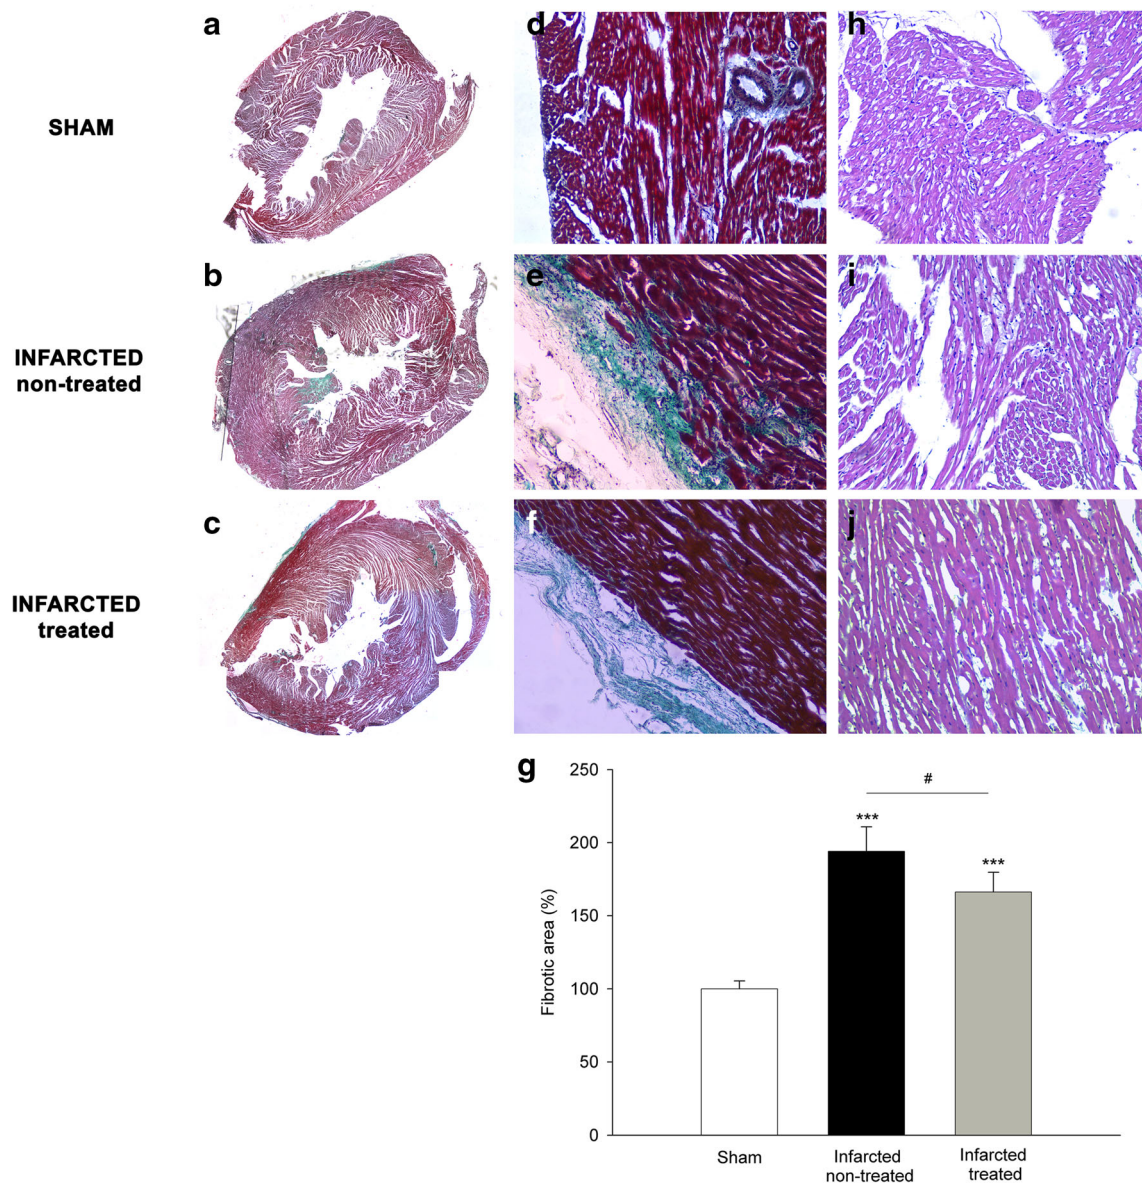 a
d
h
SHAM
b
e
i
INFARCTED
non-treated
c
f
j
INFARCTED
treated
g
250
200
150
100
50
0
Fibrotic area (%)
#
***
***
Sham
Infarcted
non-treated
Infarcted
treated